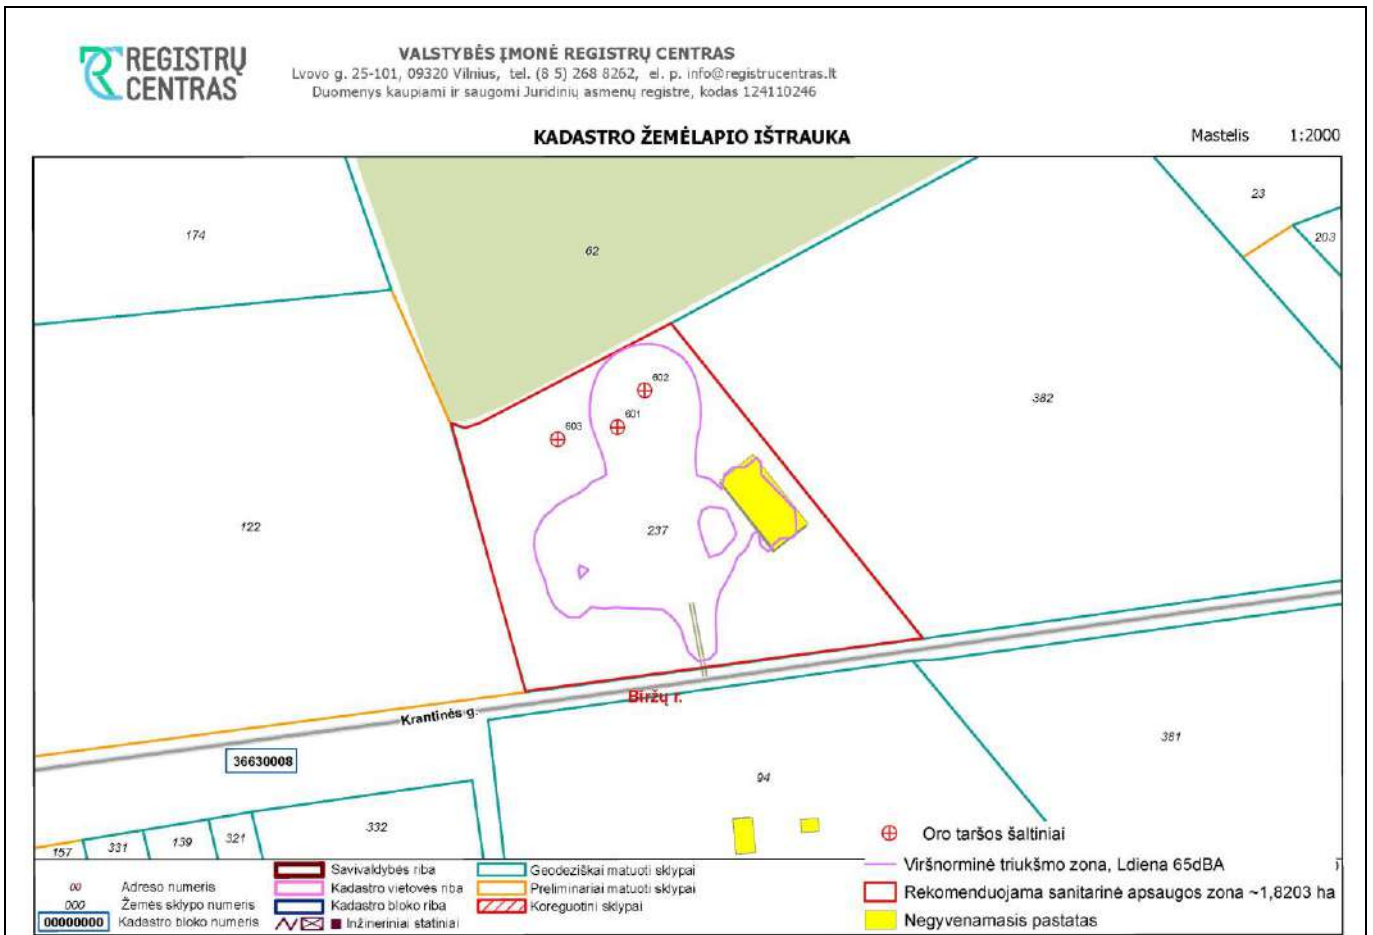 REGISTRŲ
CENTRAS
VALSTYBĖS ĮMONĖ REGISTRŲ CENTRAS
Lvovo g. 25-101, 09320 Vilnius, tel. (8 5) 268 8262, el. p. info@registrucentras.lt
Duomenys kaupiami ir saugomi Juridinių asmenų registre, kodas 124110246
KADASTRO ŽEMĖLAPIO IŠTRAUKA
Mastelis 1:2000
23
174
203
62
602
382
601
603
122
237
Biržų r.
Krantinės g.
381
36630008
94
332
321
139
331
157
Oro taršos šaltiniai
Viršnorminė triukšmo zona, Ldiena 65dBA
Rekomenduojama sanitarinė apsaugos zona ~1,8203 ha
Negyvenamasis pastatas
Savivaldybės riba
Geodeziškai matuoti sklypai
00 Adreso numeris
Kadastro vietovės riba
Preliminariai matuoti sklypai
000 Žemės sklypo numeris
Kadastro bloko riba
Koreguotini sklypai
00000000 Kadastro bloko numeris
Inžineriniai statiniai